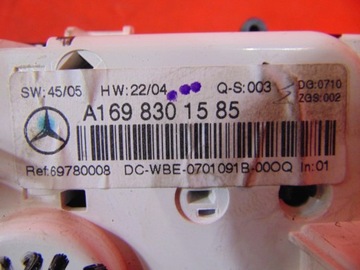 SW:45/05 HW:22/04 Q-S:003 DG:0710
ZGS:002
A169 830 15 85
Ref:69780008 DC-WBE-0701091B-00OQ In:01